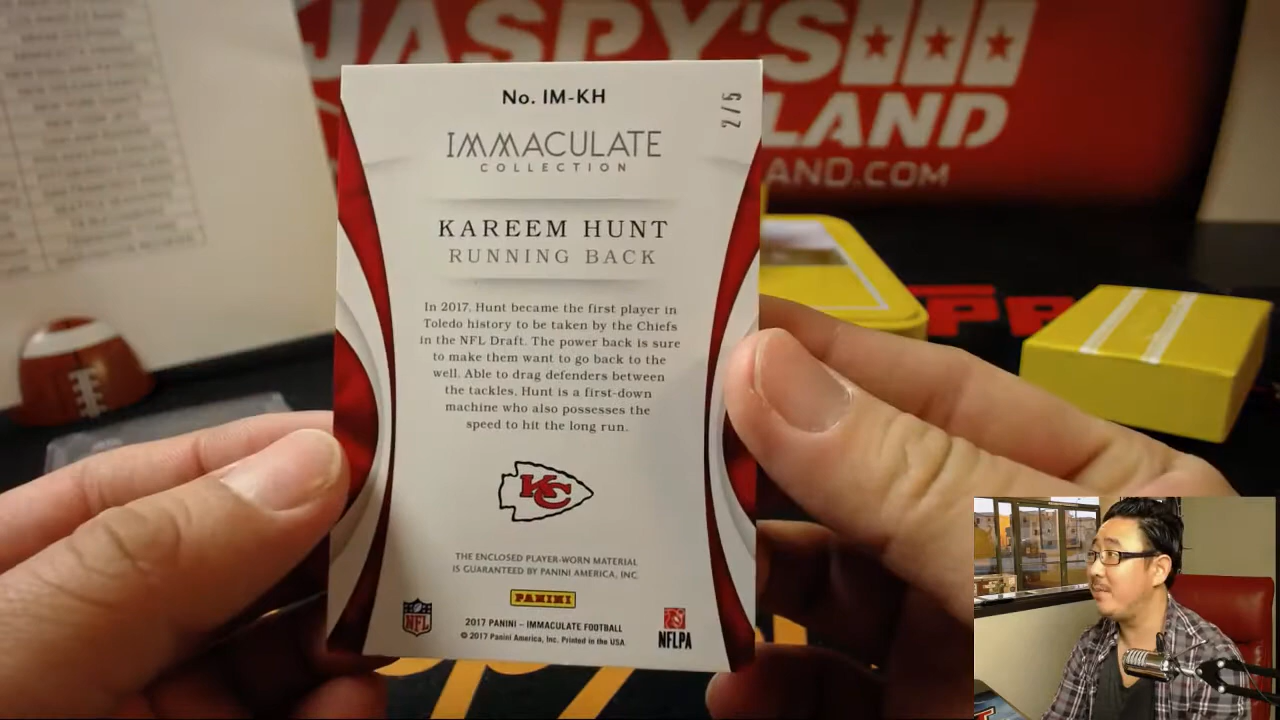 JASPY'S
LAND
AND.COM
No. IM-KH
2/5
IMMACULATE
COLLECTION
KAREEM HUNT
RUNNING BACK
In 2017, Hunt became the first player in
Toledo history to be taken by the Chiefs
in the NFL Draft. The power back is sure
to make them want to go back to the
well. Able to drag defenders between
the tackles, Hunt is a first-down
machine who also possesses the
speed to hit the long run.
KC
THE ENCLOSED PLAYER-WORN MATERIAL
IS GUARANTEED BY PANINI AMERICA, INC.
PANINI
NFL
2017 PANINI – IMMACULATE FOOTBALL
© 2017 Panini America, Inc. Printed in the USA.
NFLPA